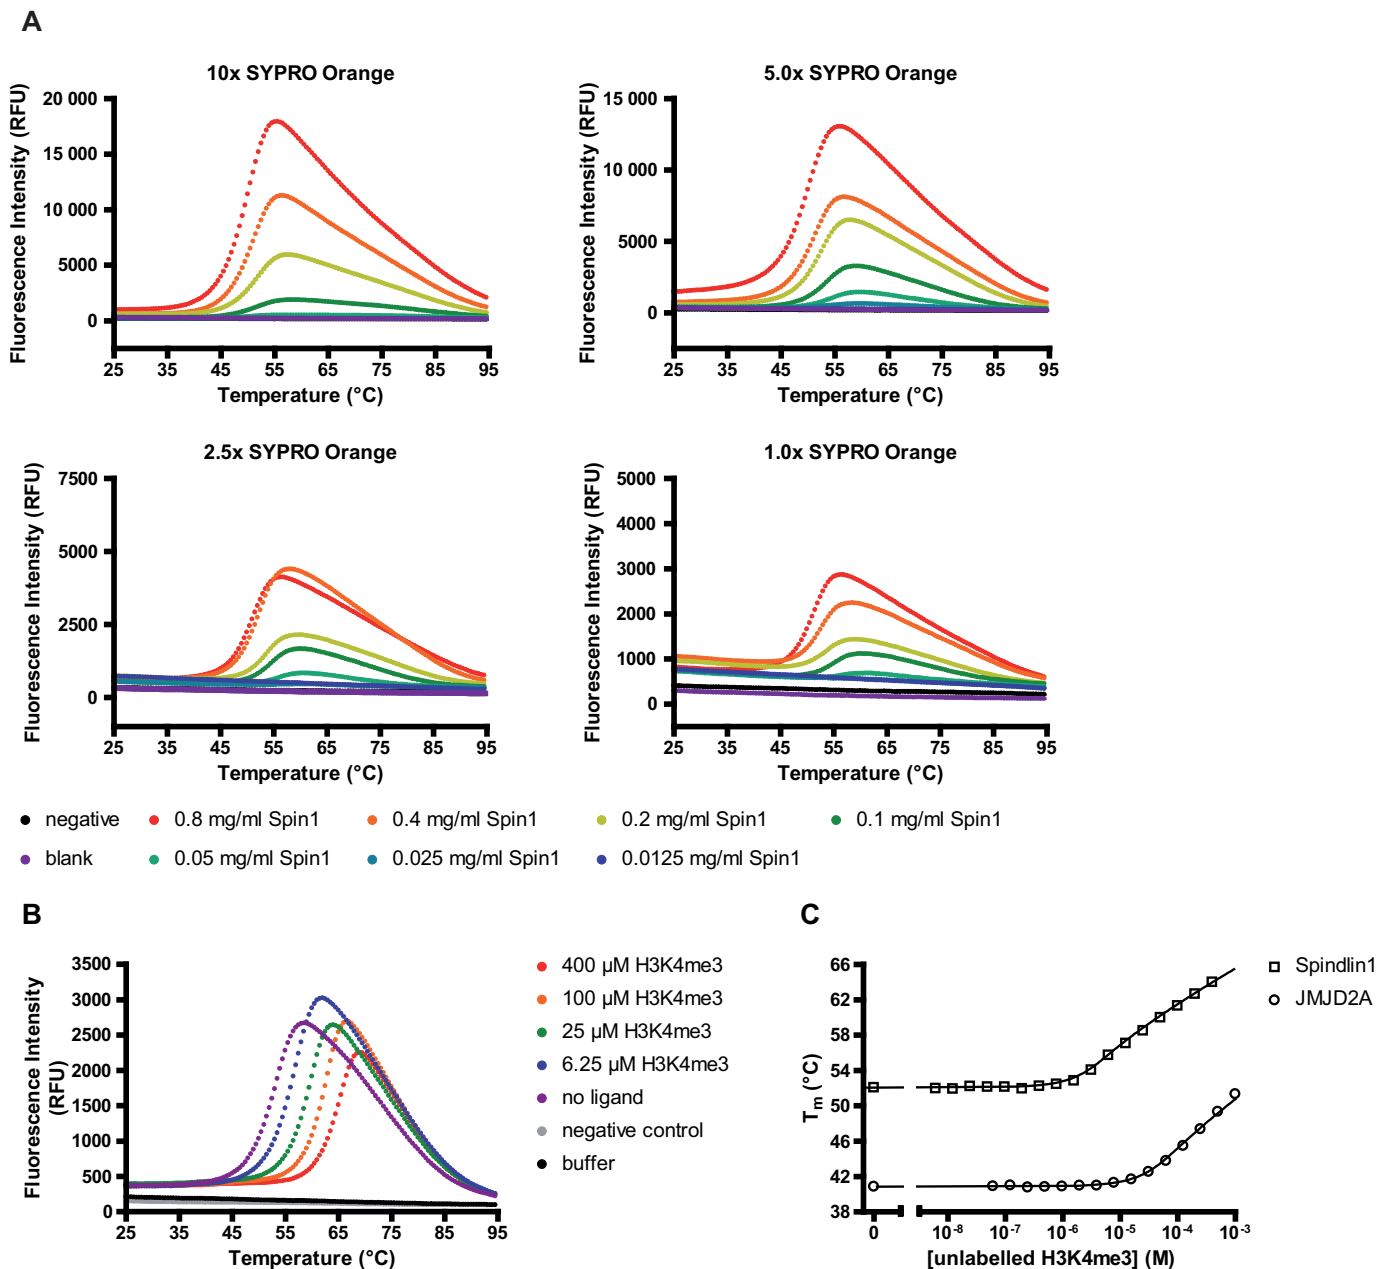 A
10x SYPRO Orange
Fluorescence Intensity (RFU)
20 000
15 000
10 000
5000
0
25 35 45 55 65 75 85 95
Temperature (°C)
5.0x SYPRO Orange
Fluorescence Intensity (RFU)
15 000
10 000
5000
0
25 35 45 55 65 75 85 95
Temperature (°C)
2.5x SYPRO Orange
Fluorescence Intensity (RFU)
7500
5000
2500
0
25 35 45 55 65 75 85 95
Temperature (°C)
1.0x SYPRO Orange
Fluorescence Intensity (RFU)
5000
4000
3000
2000
1000
0
25 35 45 55 65 75 85 95
Temperature (°C)
negative 0.8 mg/ml Spin1 0.4 mg/ml Spin1 0.2 mg/ml Spin1 0.1 mg/ml Spin1
blank 0.05 mg/ml Spin1 0.025 mg/ml Spin1 0.0125 mg/ml Spin1
B
Fluorescence Intensity
(RFU)
3500
3000
2500
2000
1500
1000
500
0
25 35 45 55 65 75 85 95
Temperature (°C)
400 µM H3K4me3
100 µM H3K4me3
25 µM H3K4me3
6.25 µM H3K4me3
no ligand
negative control
buffer
C
Tm (°C)
66
62
58
54
50
46
42
38
0 10-8 10-7 10-6 10-5 10-4 10-3
[unlabelled H3K4me3] (M)
Spindlin1
JMJD2A